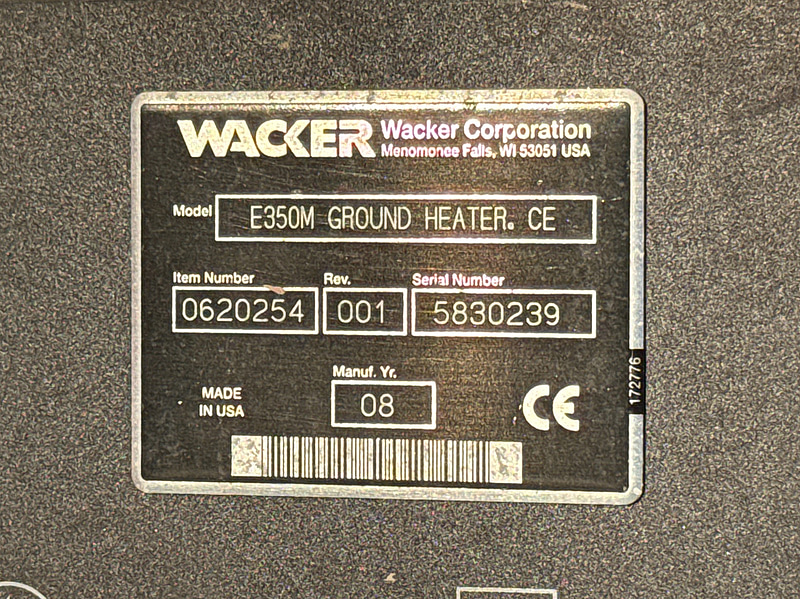 WACKER Wacker Corporation
Menomonee Falls, WI 53051 USA
Model E350M GROUND HEATER. CE
Item Number Rev. Serial Number
0620254 001 5830239
Manuf. Yr.
MADE
IN USA
08
CE
172776